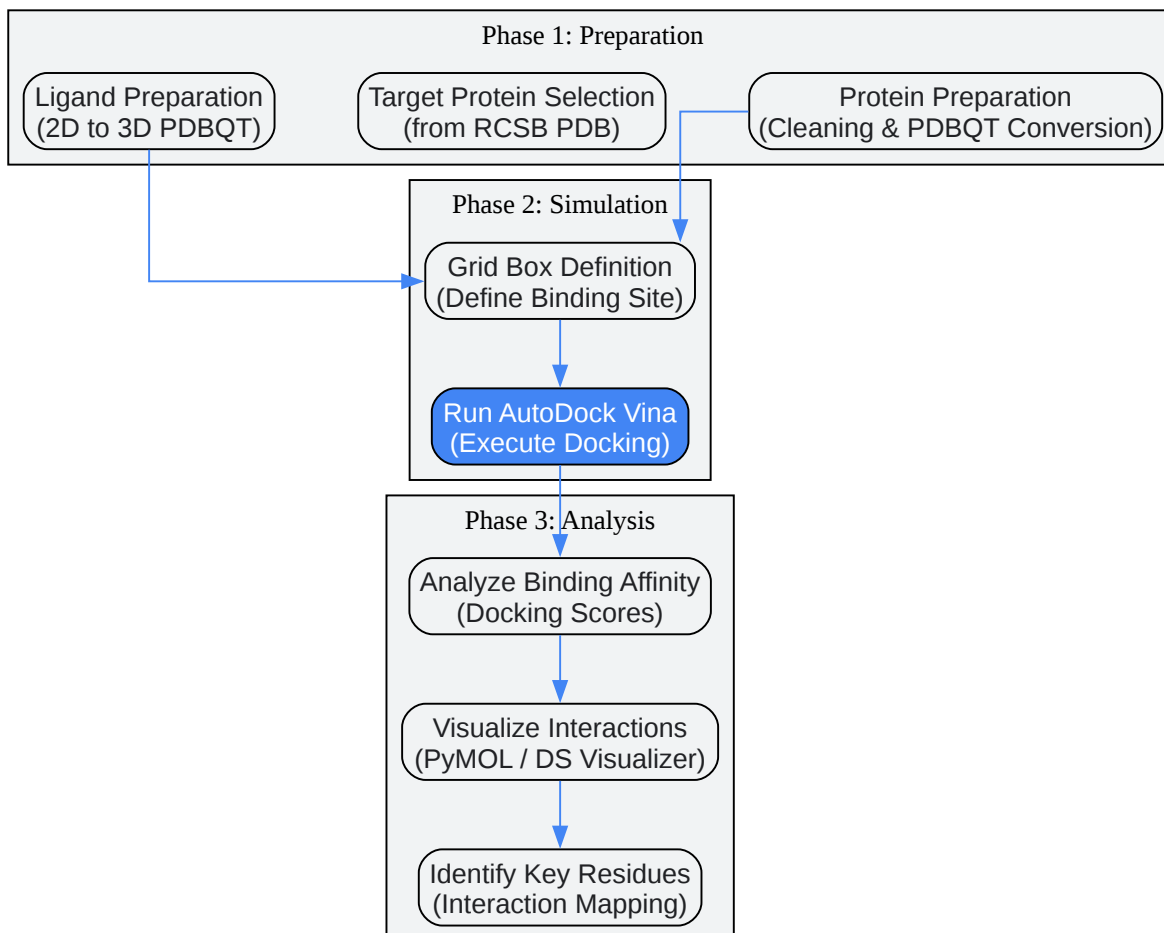 Phase 1: Preparation
Ligand Preparation
(2D to 3D PDBQT)
Target Protein Selection
(from RCSB PDB)
Protein Preparation
(Cleaning & PDBQT Conversion)
Phase 2: Simulation
Grid Box Definition
(Define Binding Site)
Run AutoDock Vina
(Execute Docking)
Phase 3: Analysis
Analyze Binding Affinity
(Docking Scores)
Visualize Interactions
(PyMOL / DS Visualizer)
Identify Key Residues
(Interaction Mapping)